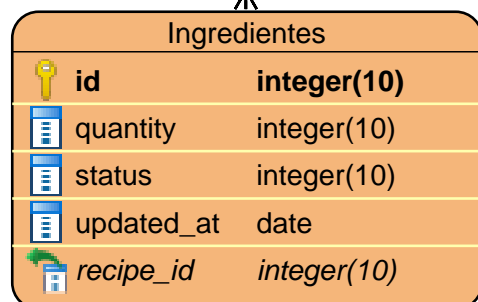 Ingredientes
id integer(10)
quantity integer(10)
status integer(10)
updated_at date
recipe_id integer(10)